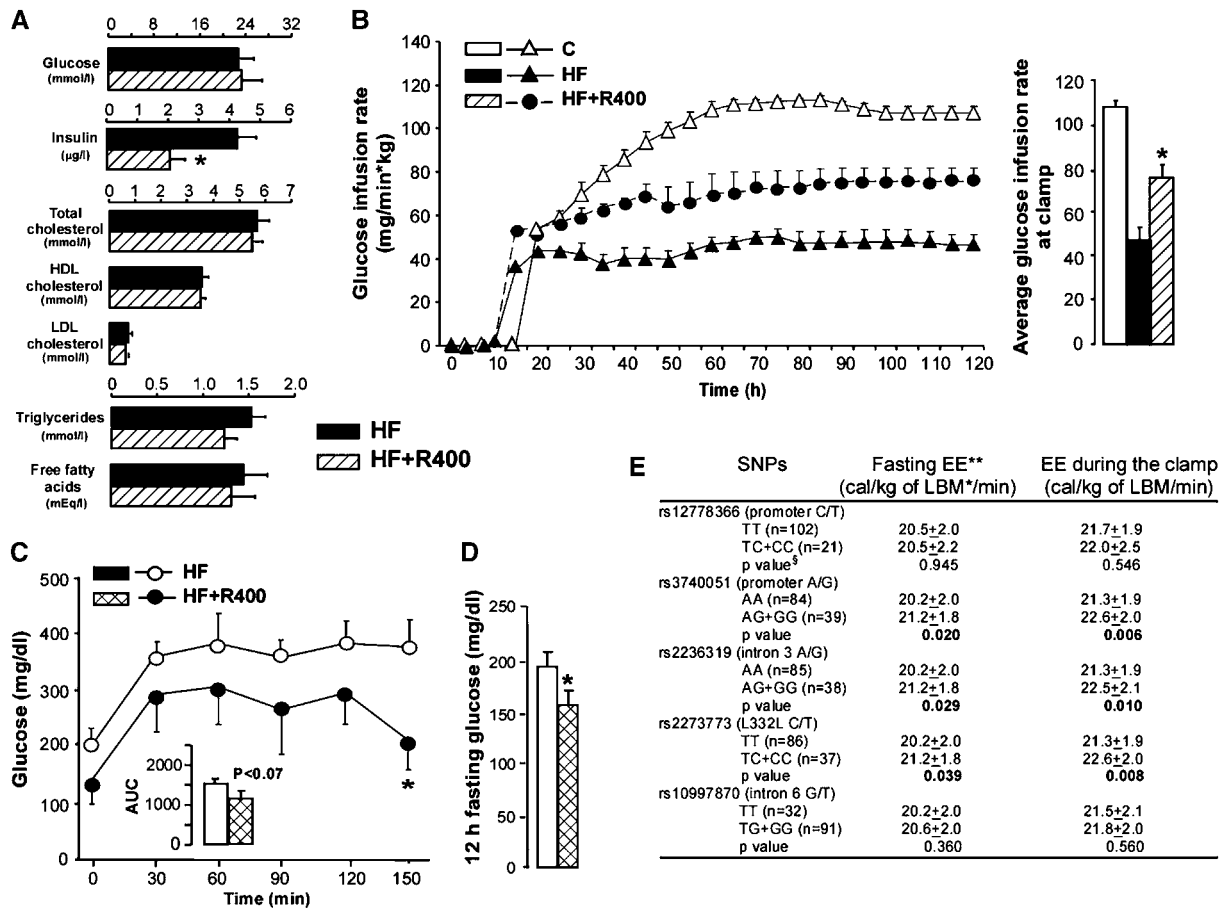 A
0 8 16 24 32
Glucose
(mmol/l)
0 1 2 3 4 5 6
Insulin
(µg/l)
*
0 1 2 3 4 5 6 7
Total
cholesterol
(mmol/l)
HDL
cholesterol
(mmol/l)
LDL
cholesterol
(mmol/l)
0 0.5 1.0 1.5 2.0
Triglycerides
(mmol/l)
Free fatty
acids
(mEq/l)
HF
HF+R400
B
Glucose infusion rate
(mg/min*kg)
140
120
100
80
60
40
20
0
C
HF
HF+R400
0 10 20 30 40 50 60 70 80 90 100 110 120
Time (h)
Average glucose infusion rate
at clamp
120
100
80
60
40
20
0
*
C
Glucose (mg/dl)
500
400
300
200
100
0
HF
HF+R400
*
AUC
2000
1000
0
P<0.07
0 30 60 90 120 150
Time (min)
D
12 h fasting glucose (mg/dl)
250
200
150
100
50
0
*
E
SNPs Fasting EE** EE during the clamp
(cal/kg of LBM*/min) (cal/kg of LBM/min)
rs12778366 (promoter C/T)
TT (n=102) 20.5±2.0 21.7±1.9
TC+CC (n=21) 20.5±2.2 22.0±2.5
p value§ 0.945 0.546
rs3740051 (promoter A/G)
AA (n=84) 20.2±2.0 21.3±1.9
AG+GG (n=39) 21.2±1.8 22.6±2.0
p value 0.020 0.006
rs2236319 (intron 3 A/G)
AA (n=85) 20.2±2.0 21.3±1.9
AG+GG (n=38) 21.2±1.8 22.5±2.1
p value 0.029 0.010
rs2273773 (L332L C/T)
TT (n=86) 20.2±2.0 21.3±1.9
TC+CC (n=37) 21.2±1.8 22.6±2.0
p value 0.039 0.008
rs10997870 (intron 6 G/T)
TT (n=32) 20.2±2.0 21.5±2.1
TG+GG (n=91) 20.6±2.0 21.8±2.0
p value 0.360 0.560